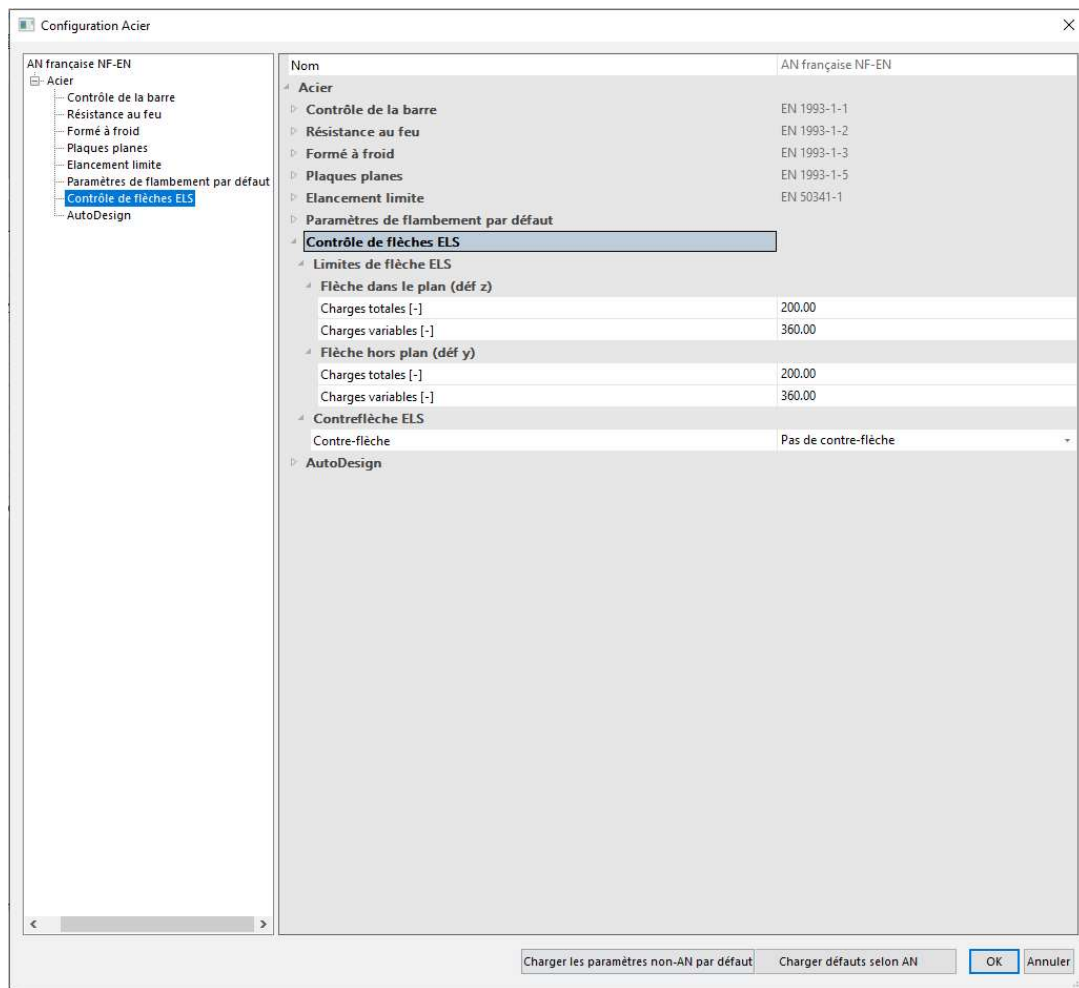 Configuration Acier
AN française NF-EN
Acier
Contrôle de la barre
Résistance au feu
Formé à froid
Plaques planes
Elancement limite
Paramètres de flambement par défaut
Contrôle de flèches ELS
AutoDesign
Nom AN française NF-EN
Acier
Contrôle de la barre EN 1993-1-1
Résistance au feu EN 1993-1-2
Formé à froid EN 1993-1-3
Plaques planes EN 1993-1-5
Elancement limite EN 50341-1
Paramètres de flambement par défaut
Contrôle de flèches ELS
Limites de flèche ELS
Flèche dans le plan (déf z)
Charges totales [-] 200.00
Charges variables [-] 360.00
Flèche hors plan (déf y)
Charges totales [-] 200.00
Charges variables [-] 360.00
Contreflèche ELS
Contre-flèche Pas de contre-flèche
AutoDesign
Charger les paramètres non-AN par défaut Charger défauts selon AN OK Annuler